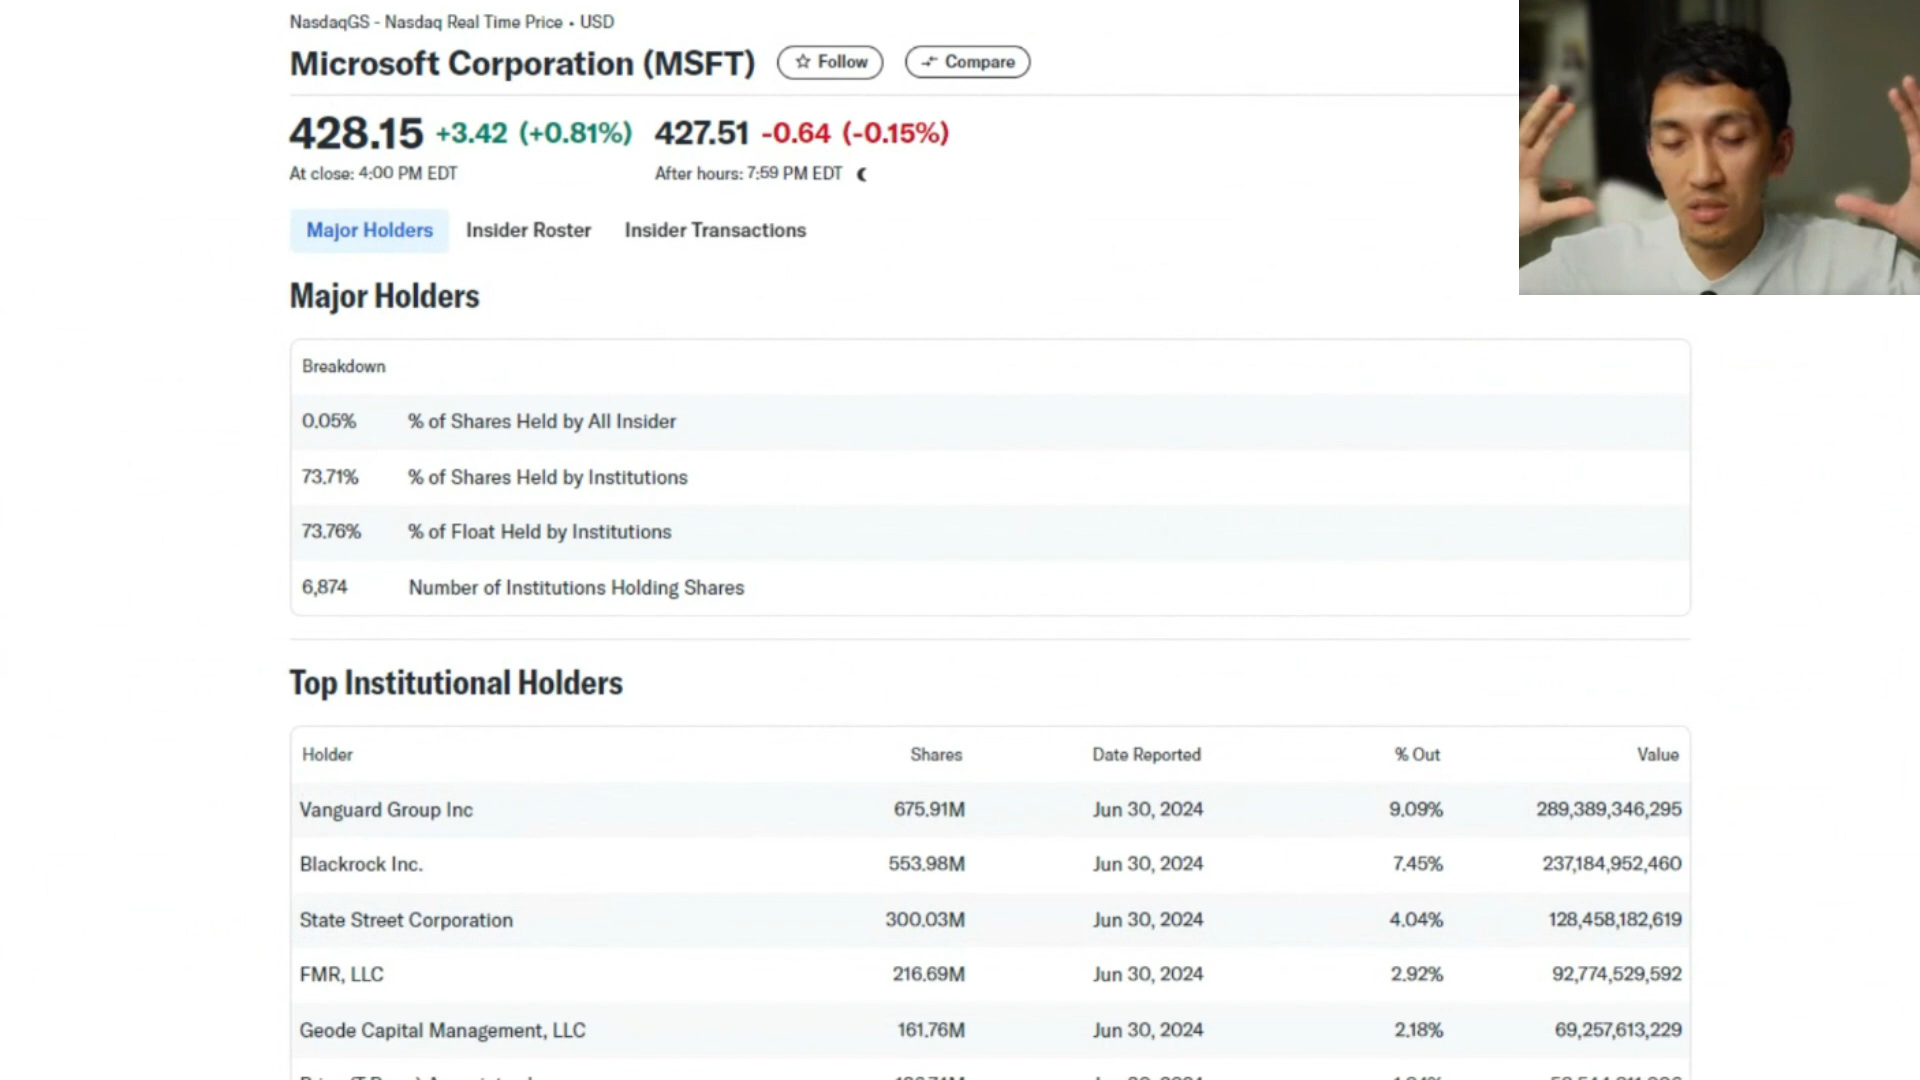 NasdaqGS - Nasdaq Real Time Price • USD
Microsoft Corporation (MSFT) Follow Compare
428.15 +3.42 (+0.81%) 427.51 -0.64 (-0.15%)
At close: 4:00 PM EDT After hours: 7:59 PM EDT
Major Holders Insider Roster Insider Transactions
Major Holders
Breakdown
0.05% % of Shares Held by All Insider
73.71% % of Shares Held by Institutions
73.76% % of Float Held by Institutions
6,874 Number of Institutions Holding Shares
Top Institutional Holders
Holder Shares Date Reported % Out Value
Vanguard Group Inc 675.91M Jun 30, 2024 9.09% 289,389,346,295
Blackrock Inc. 553.98M Jun 30, 2024 7.45% 237,184,952,460
State Street Corporation 300.03M Jun 30, 2024 4.04% 128,458,182,619
FMR, LLC 216.69M Jun 30, 2024 2.92% 92,774,529,592
Geode Capital Management, LLC 161.76M Jun 30, 2024 2.18% 69,257,613,229